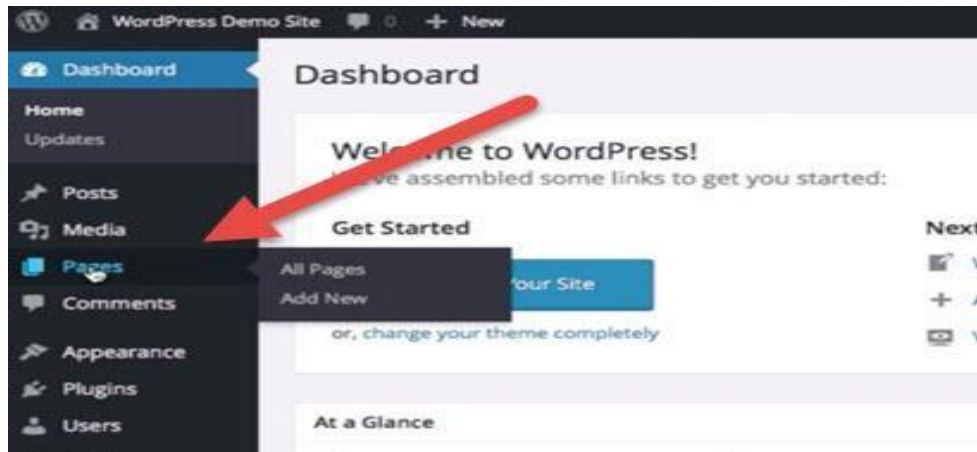 WordPress Demo Site 0 + New
Dashboard
Home
Updates
Posts
Media
Pages
Comments
Appearance
Plugins
Users
All Pages
Add New
Dashboard
Welcome to WordPress!
assembled some links to get you started:
Get Started
Your Site
or, change your theme completely
Next
At a Glance